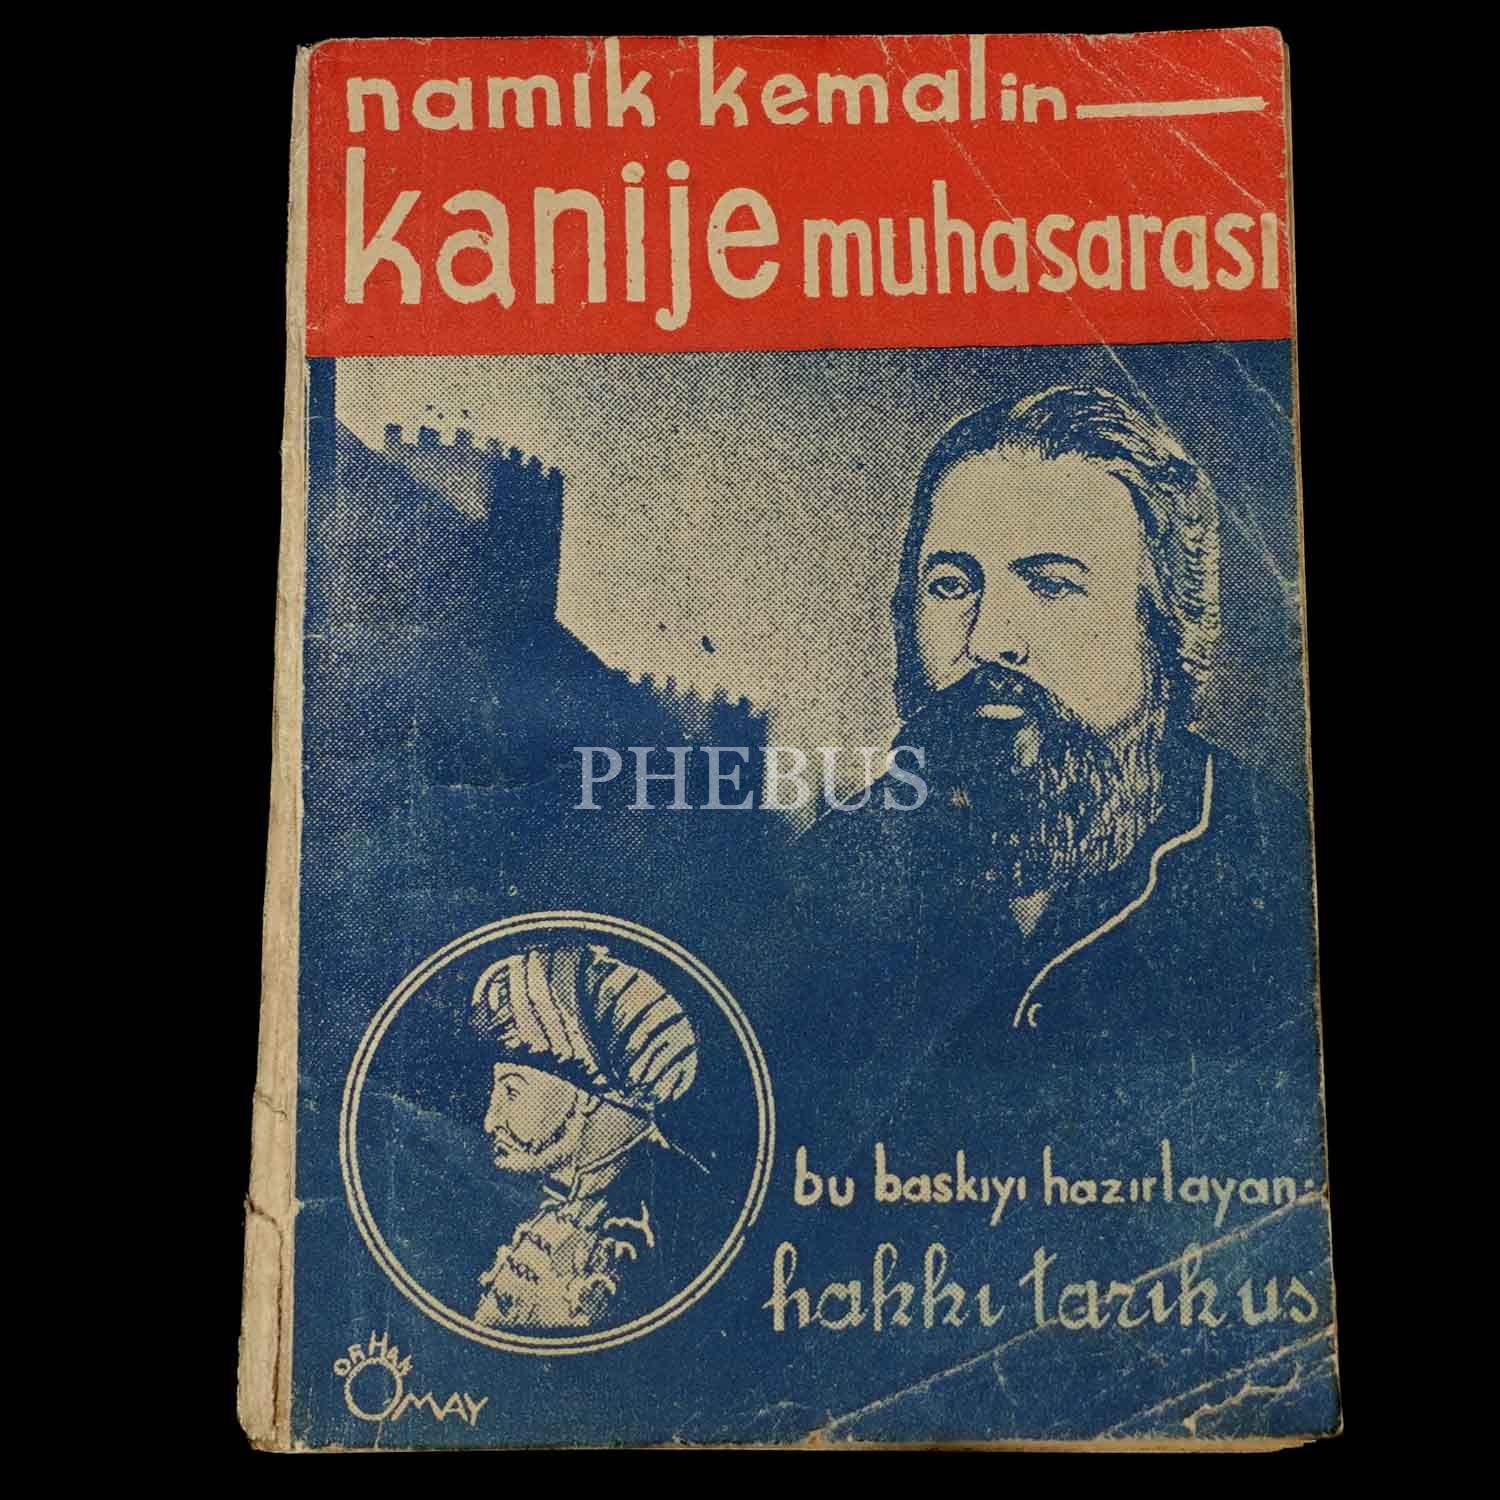 namık kemalin
kanije muhasarası
PHEBUS
bu baskıyı hazırlayan:
hakkı tarık us
ORHAN
OMAY